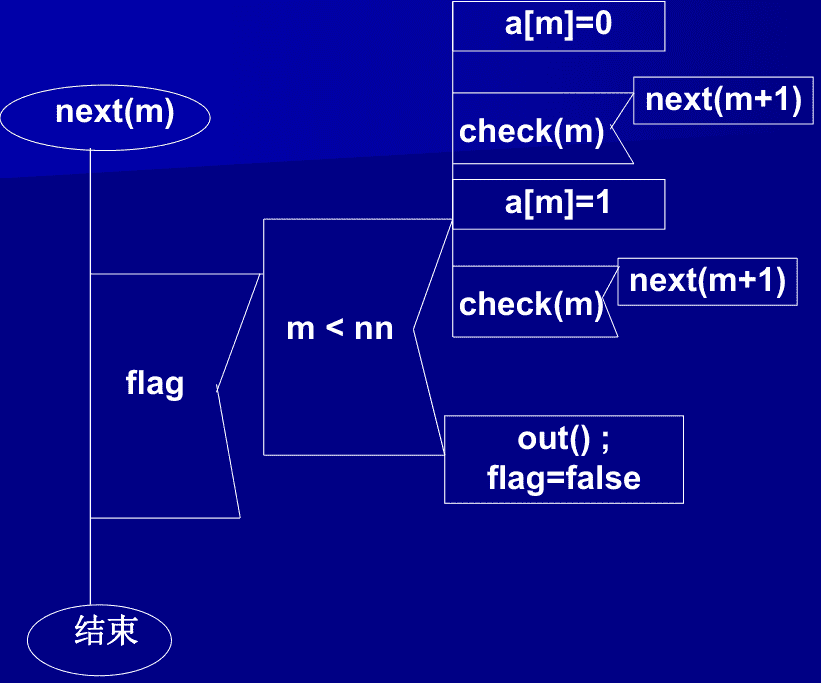 next(m)
flag
m < nn
a[m]=0
check(m)
next(m+1)
a[m]=1
check(m)
next(m+1)
out() ;
flag=false
结束